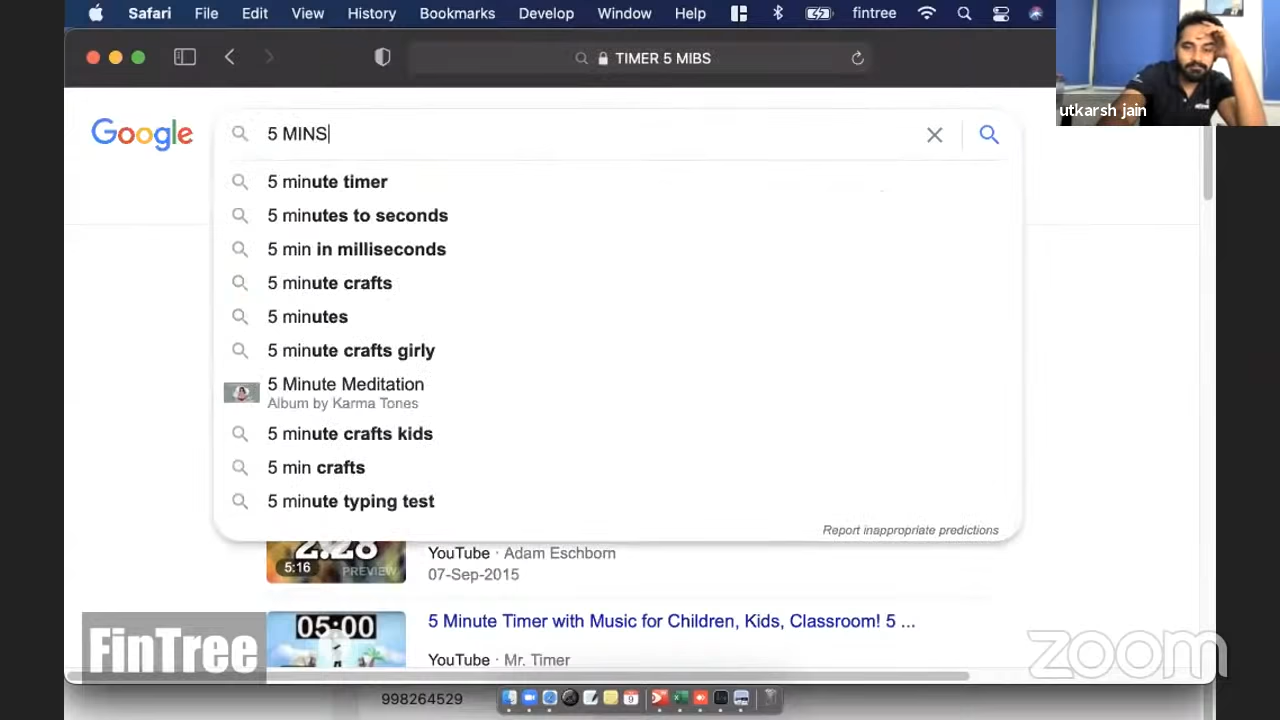 Safari File Edit View History Bookmarks Develop Window Help fintree
TIMER 5 MIBS
utkarsh jain
Google
5 MINS
5 minute timer
5 minutes to seconds
5 min in milliseconds
5 minute crafts
5 minutes
5 minute crafts girly
5 Minute Meditation
Album by Karma Tones
5 minute crafts kids
5 min crafts
5 minute typing test
Report inappropriate predictions
2:28
5:16
PREVIEW
YouTube · Adam Eschborn
07-Sep-2015
05:00
5 Minute Timer with Music for Children, Kids, Classroom! 5 ...
YouTube · Mr. Timer
FinTree
zoom
998264529
9